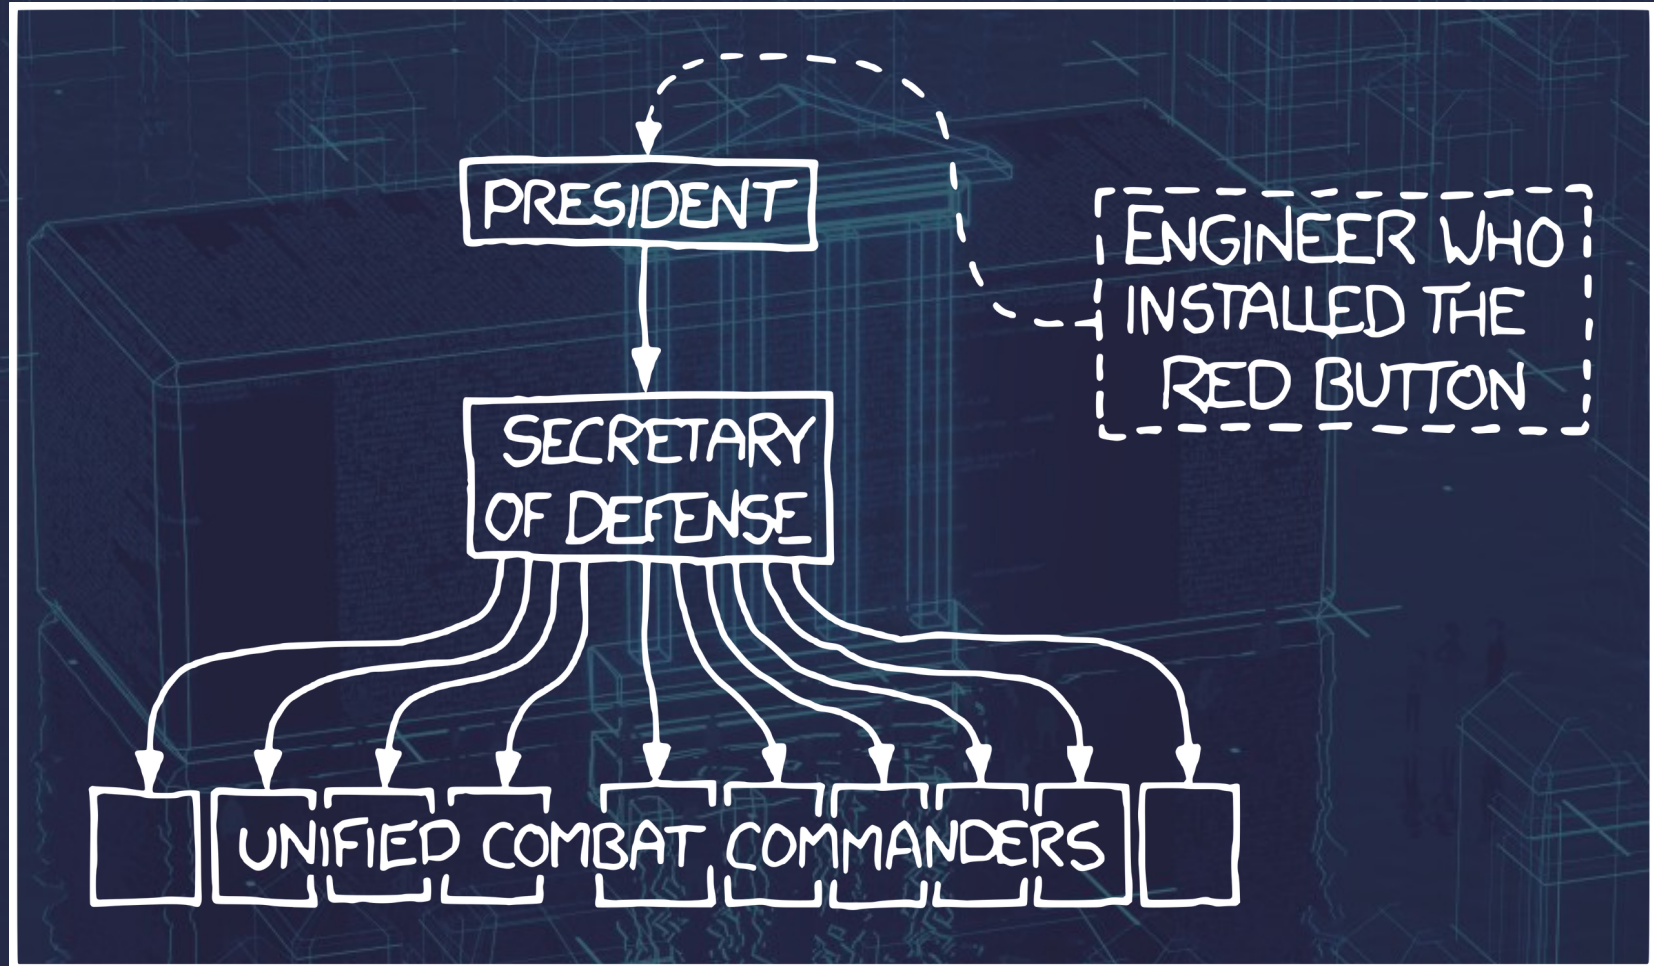 PRESIDENT
ENGINEER WHO
INSTALLED THE
RED BUTTON
SECRETARY
OF DEFENSE
UNIFIED COMBAT COMMANDERS